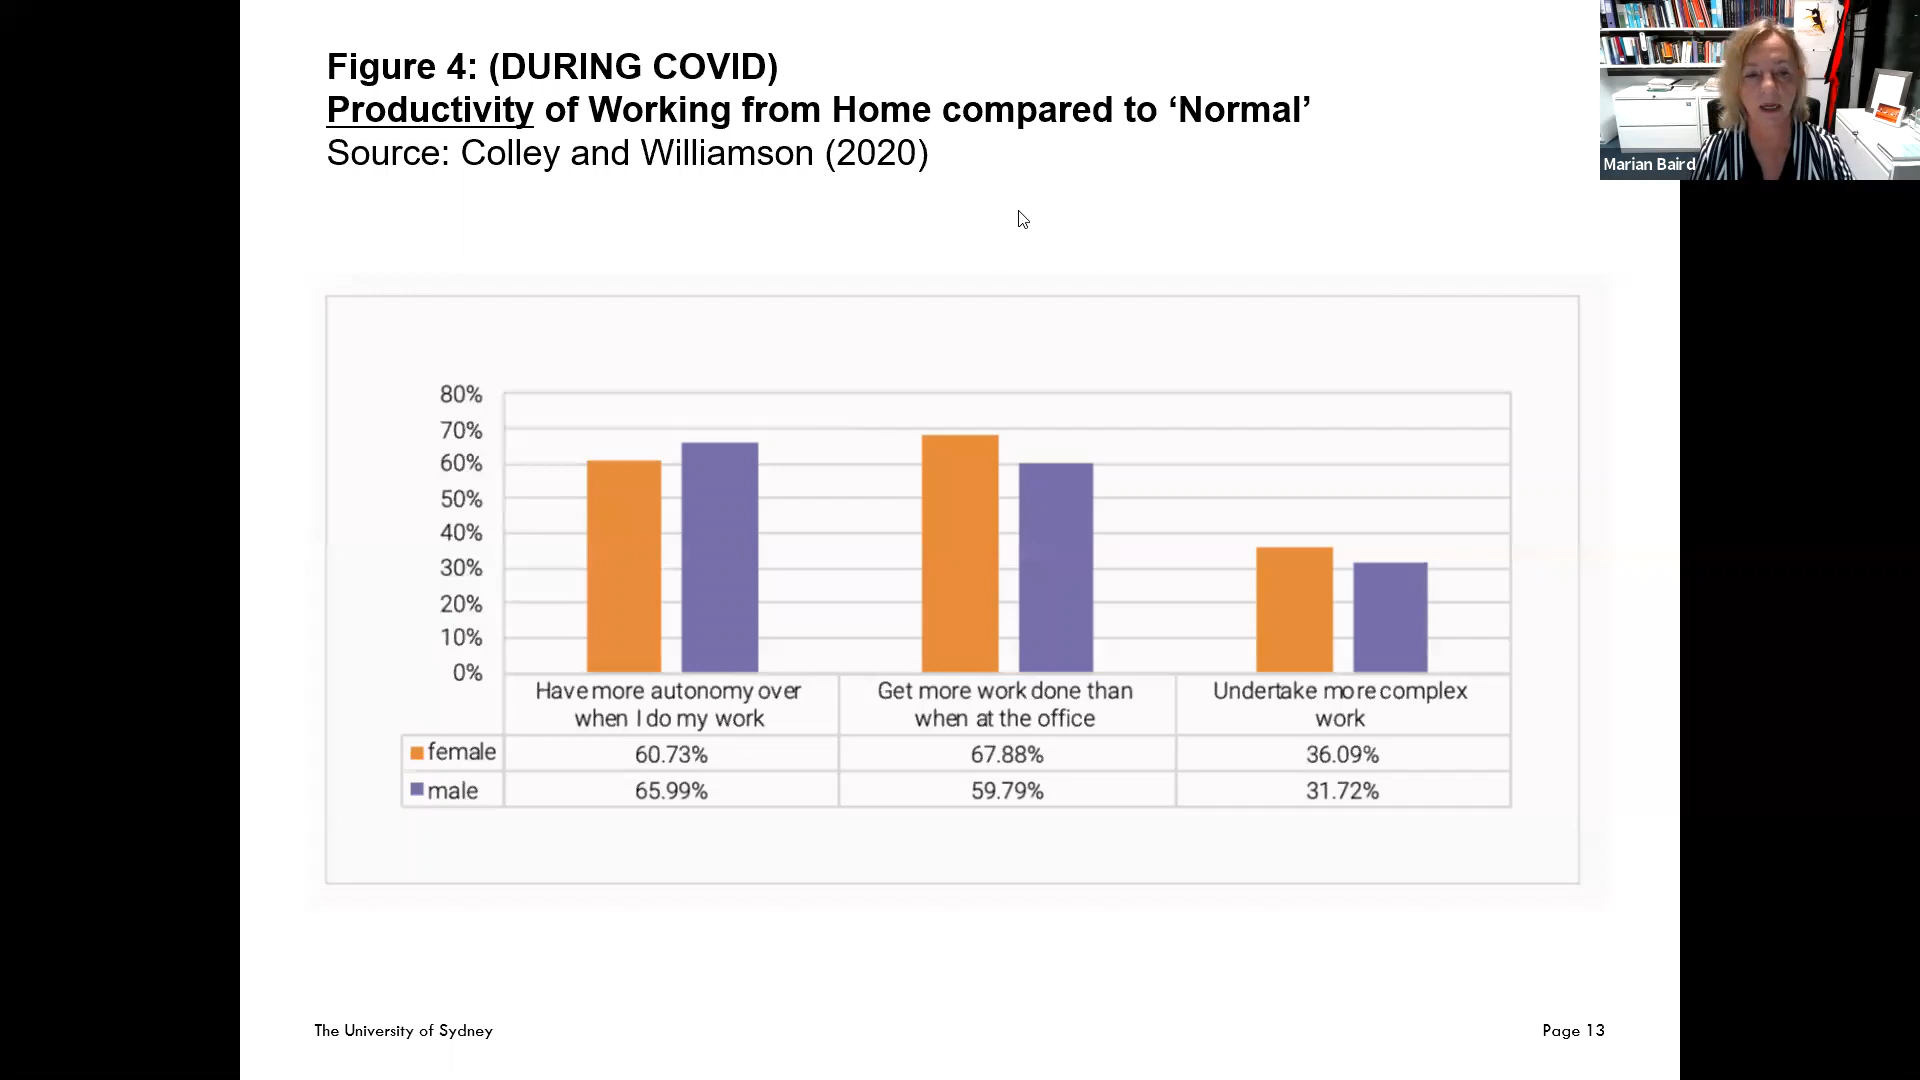 Figure 4: (DURING COVID)
Productivity of Working from Home compared to ‘Normal’
Source: Colley and Williamson (2020)
Marian Baird
80%
70%
60%
50%
40%
30%
20%
10%
0%
Have more autonomy over
when I do my work
Get more work done than
when at the office
Undertake more complex
work
female 60.73% 67.88% 36.09%
male 65.99% 59.79% 31.72%
The University of Sydney
Page 13